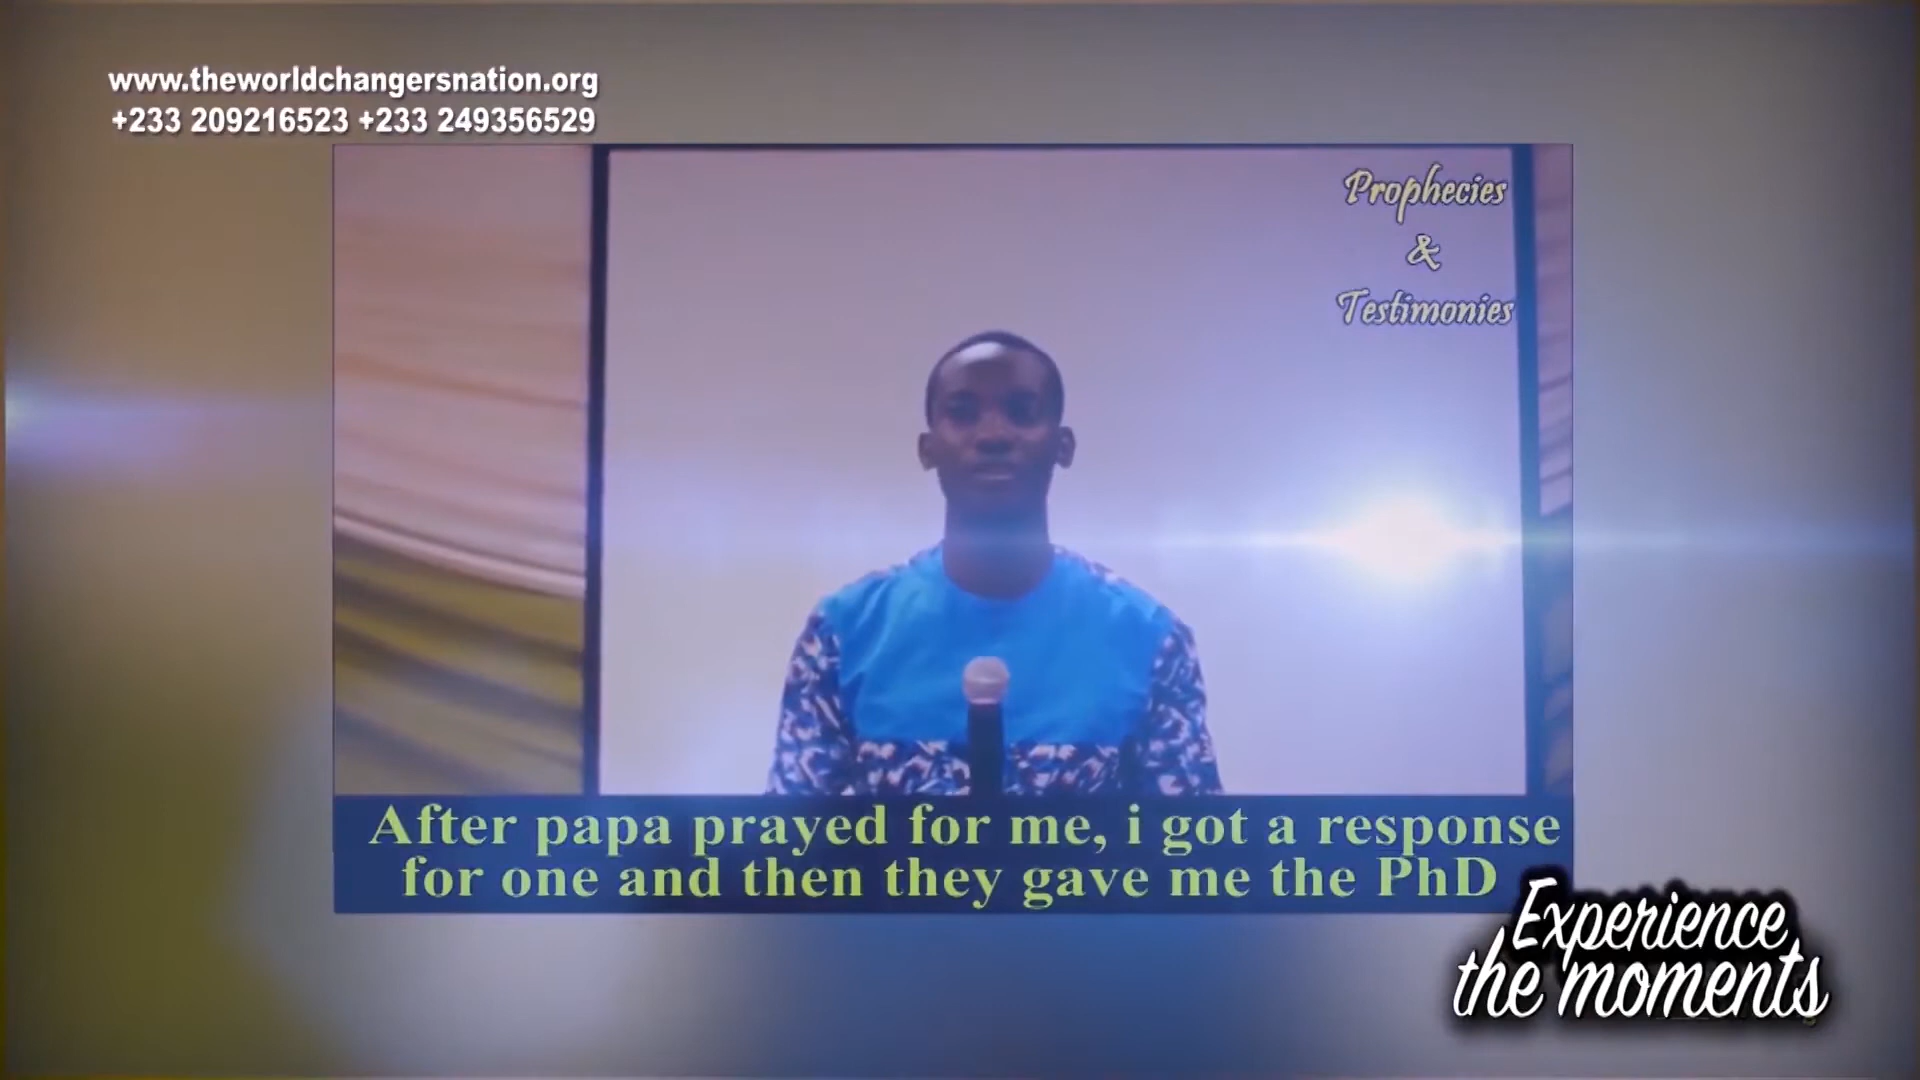 www.theworldchangersnation.org
+233 209216523 +233 249356529
Prophecies
&
Testimonies
After papa prayed for me, i got a response
for one and then they gave me the PhD
Experience
the moments